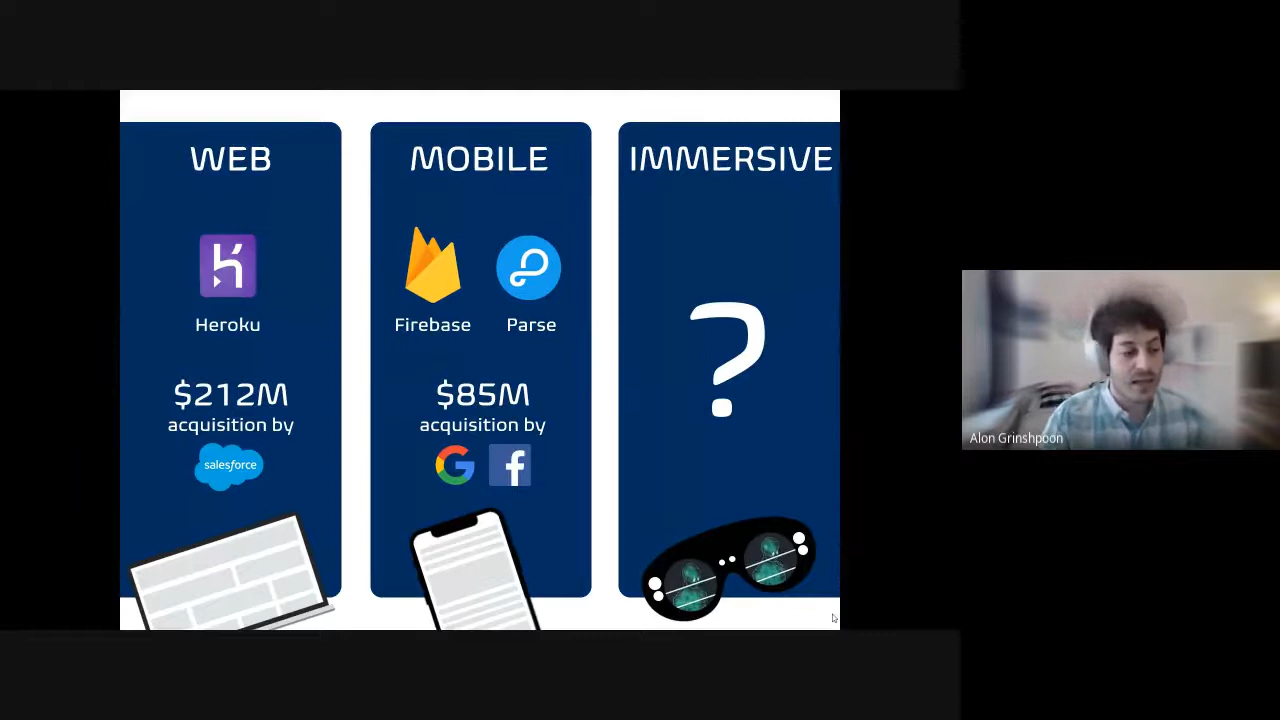 WEB
Heroku
$212M
acquisition by
salesforce
MOBILE
Firebase
Parse
$85M
acquisition by
G
f
IMMERSIVE
?
Alon Grinshpoon